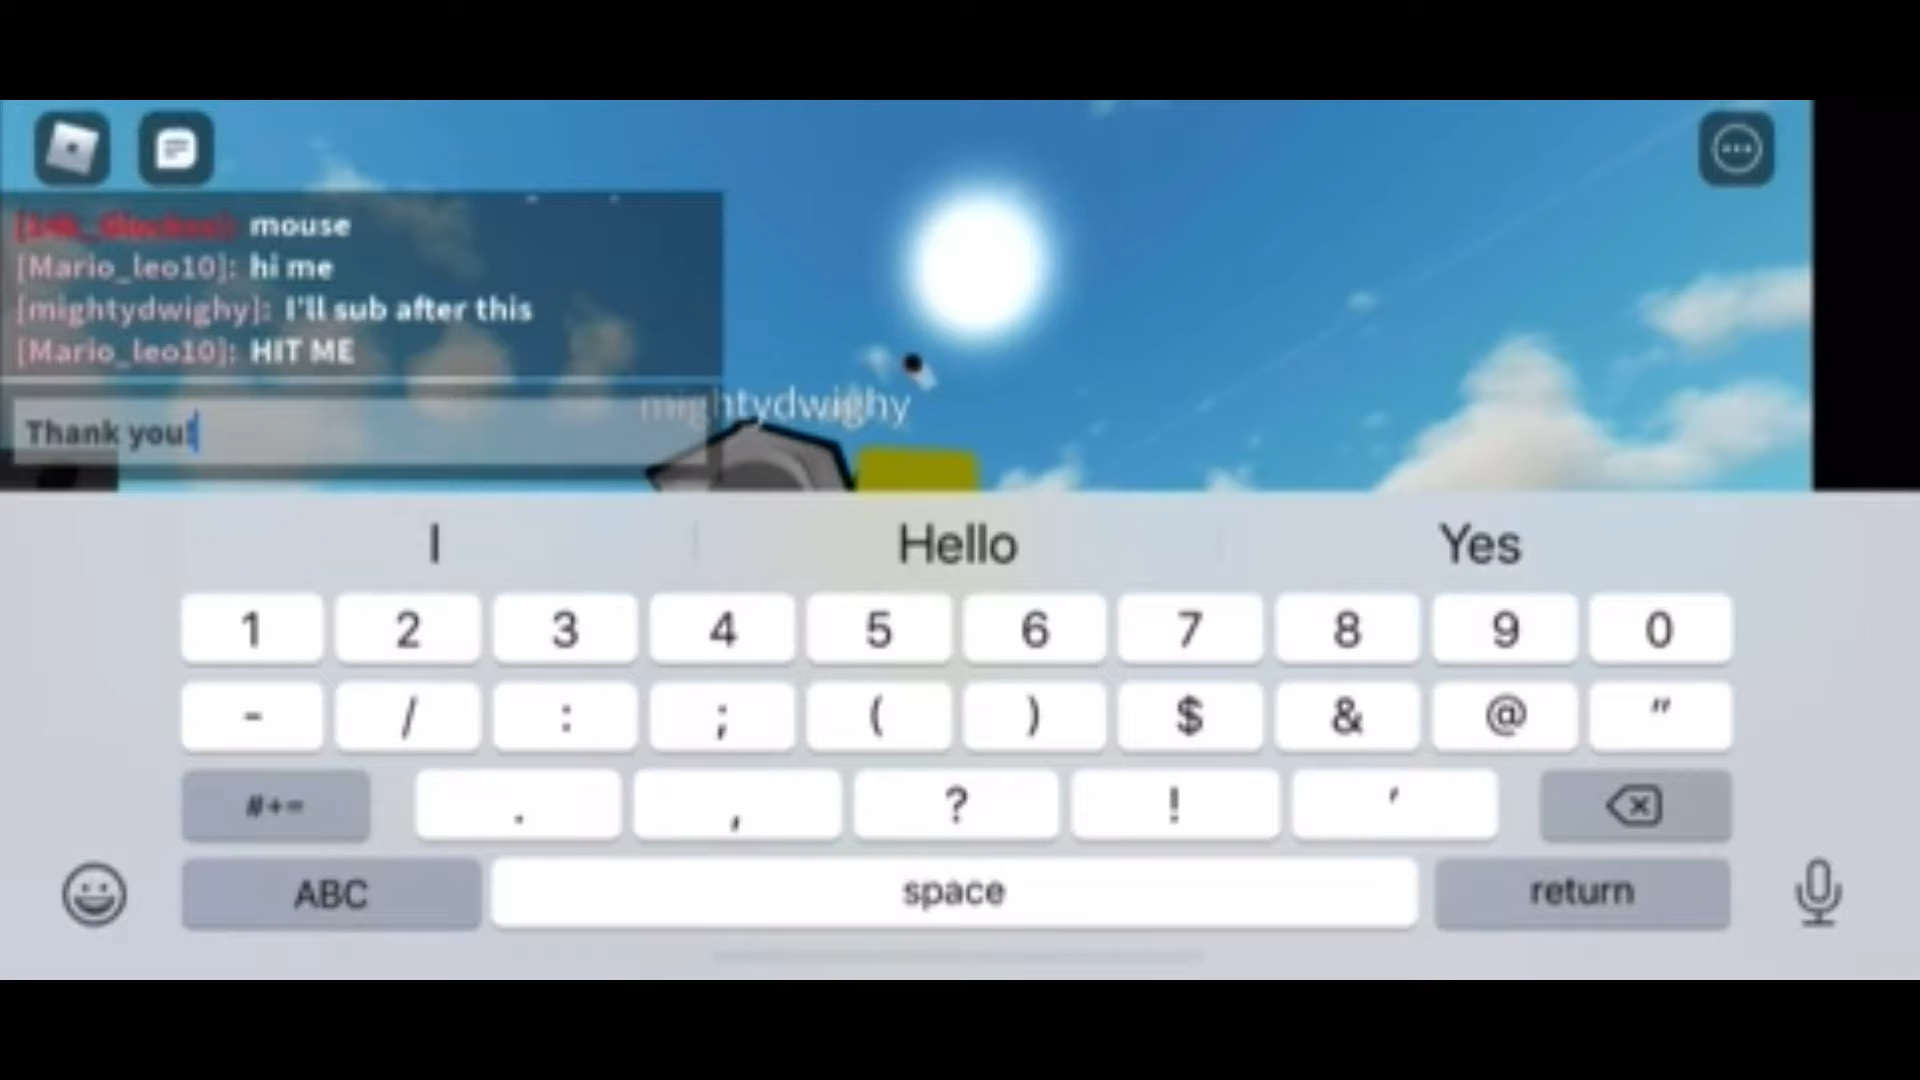 mouse
[Mario_leo10]: hi me
[mightydwighy]: I'll sub after this
[Mario_leo10]: HIT ME
mightydwighy
Thank you!
I Hello Yes
1 2 3 4 5 6 7 8 9 0
- / : ; ( ) $ & @ "
#+= . , ? ! '
ABC space return